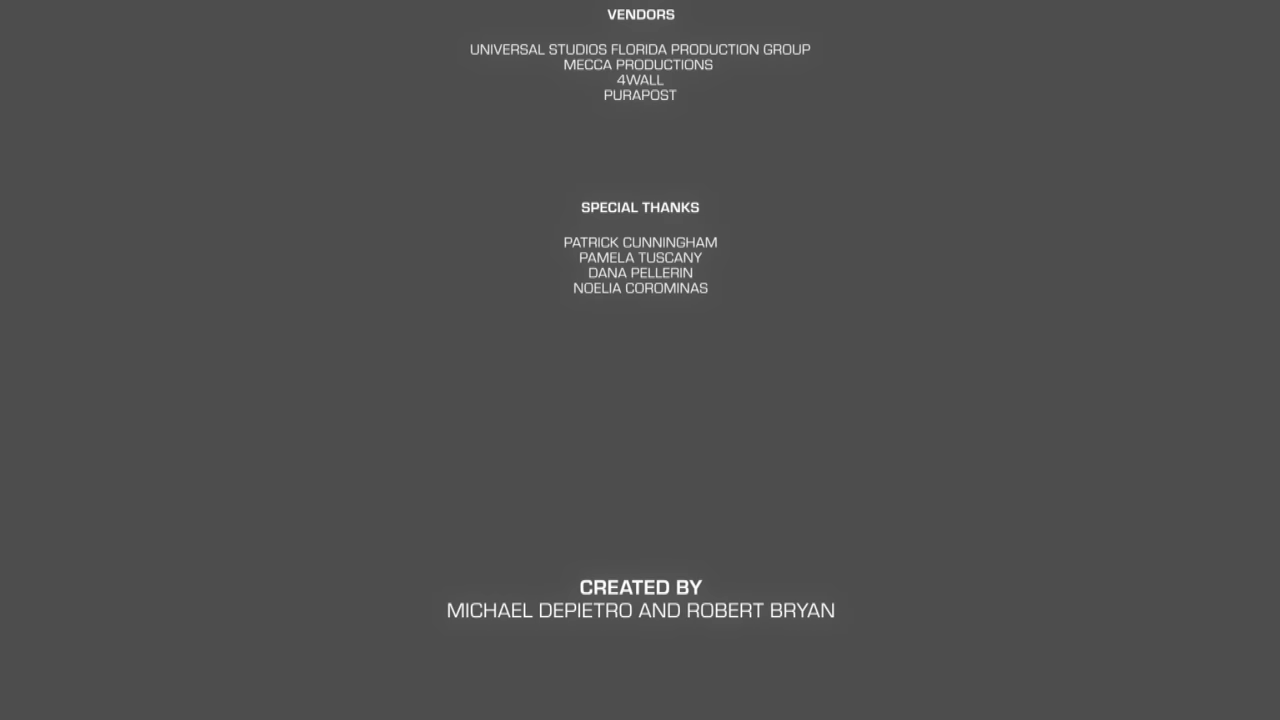 VENDORS
UNIVERSAL STUDIOS FLORIDA PRODUCTION GROUP
MECCA PRODUCTIONS
4WALL
PURAPOST
SPECIAL THANKS
PATRICK CUNNINGHAM
PAMELA TUSCANY
DANA PELLERIN
NOELIA COROMINAS
CREATED BY
MICHAEL DEPIETRO AND ROBERT BRYAN